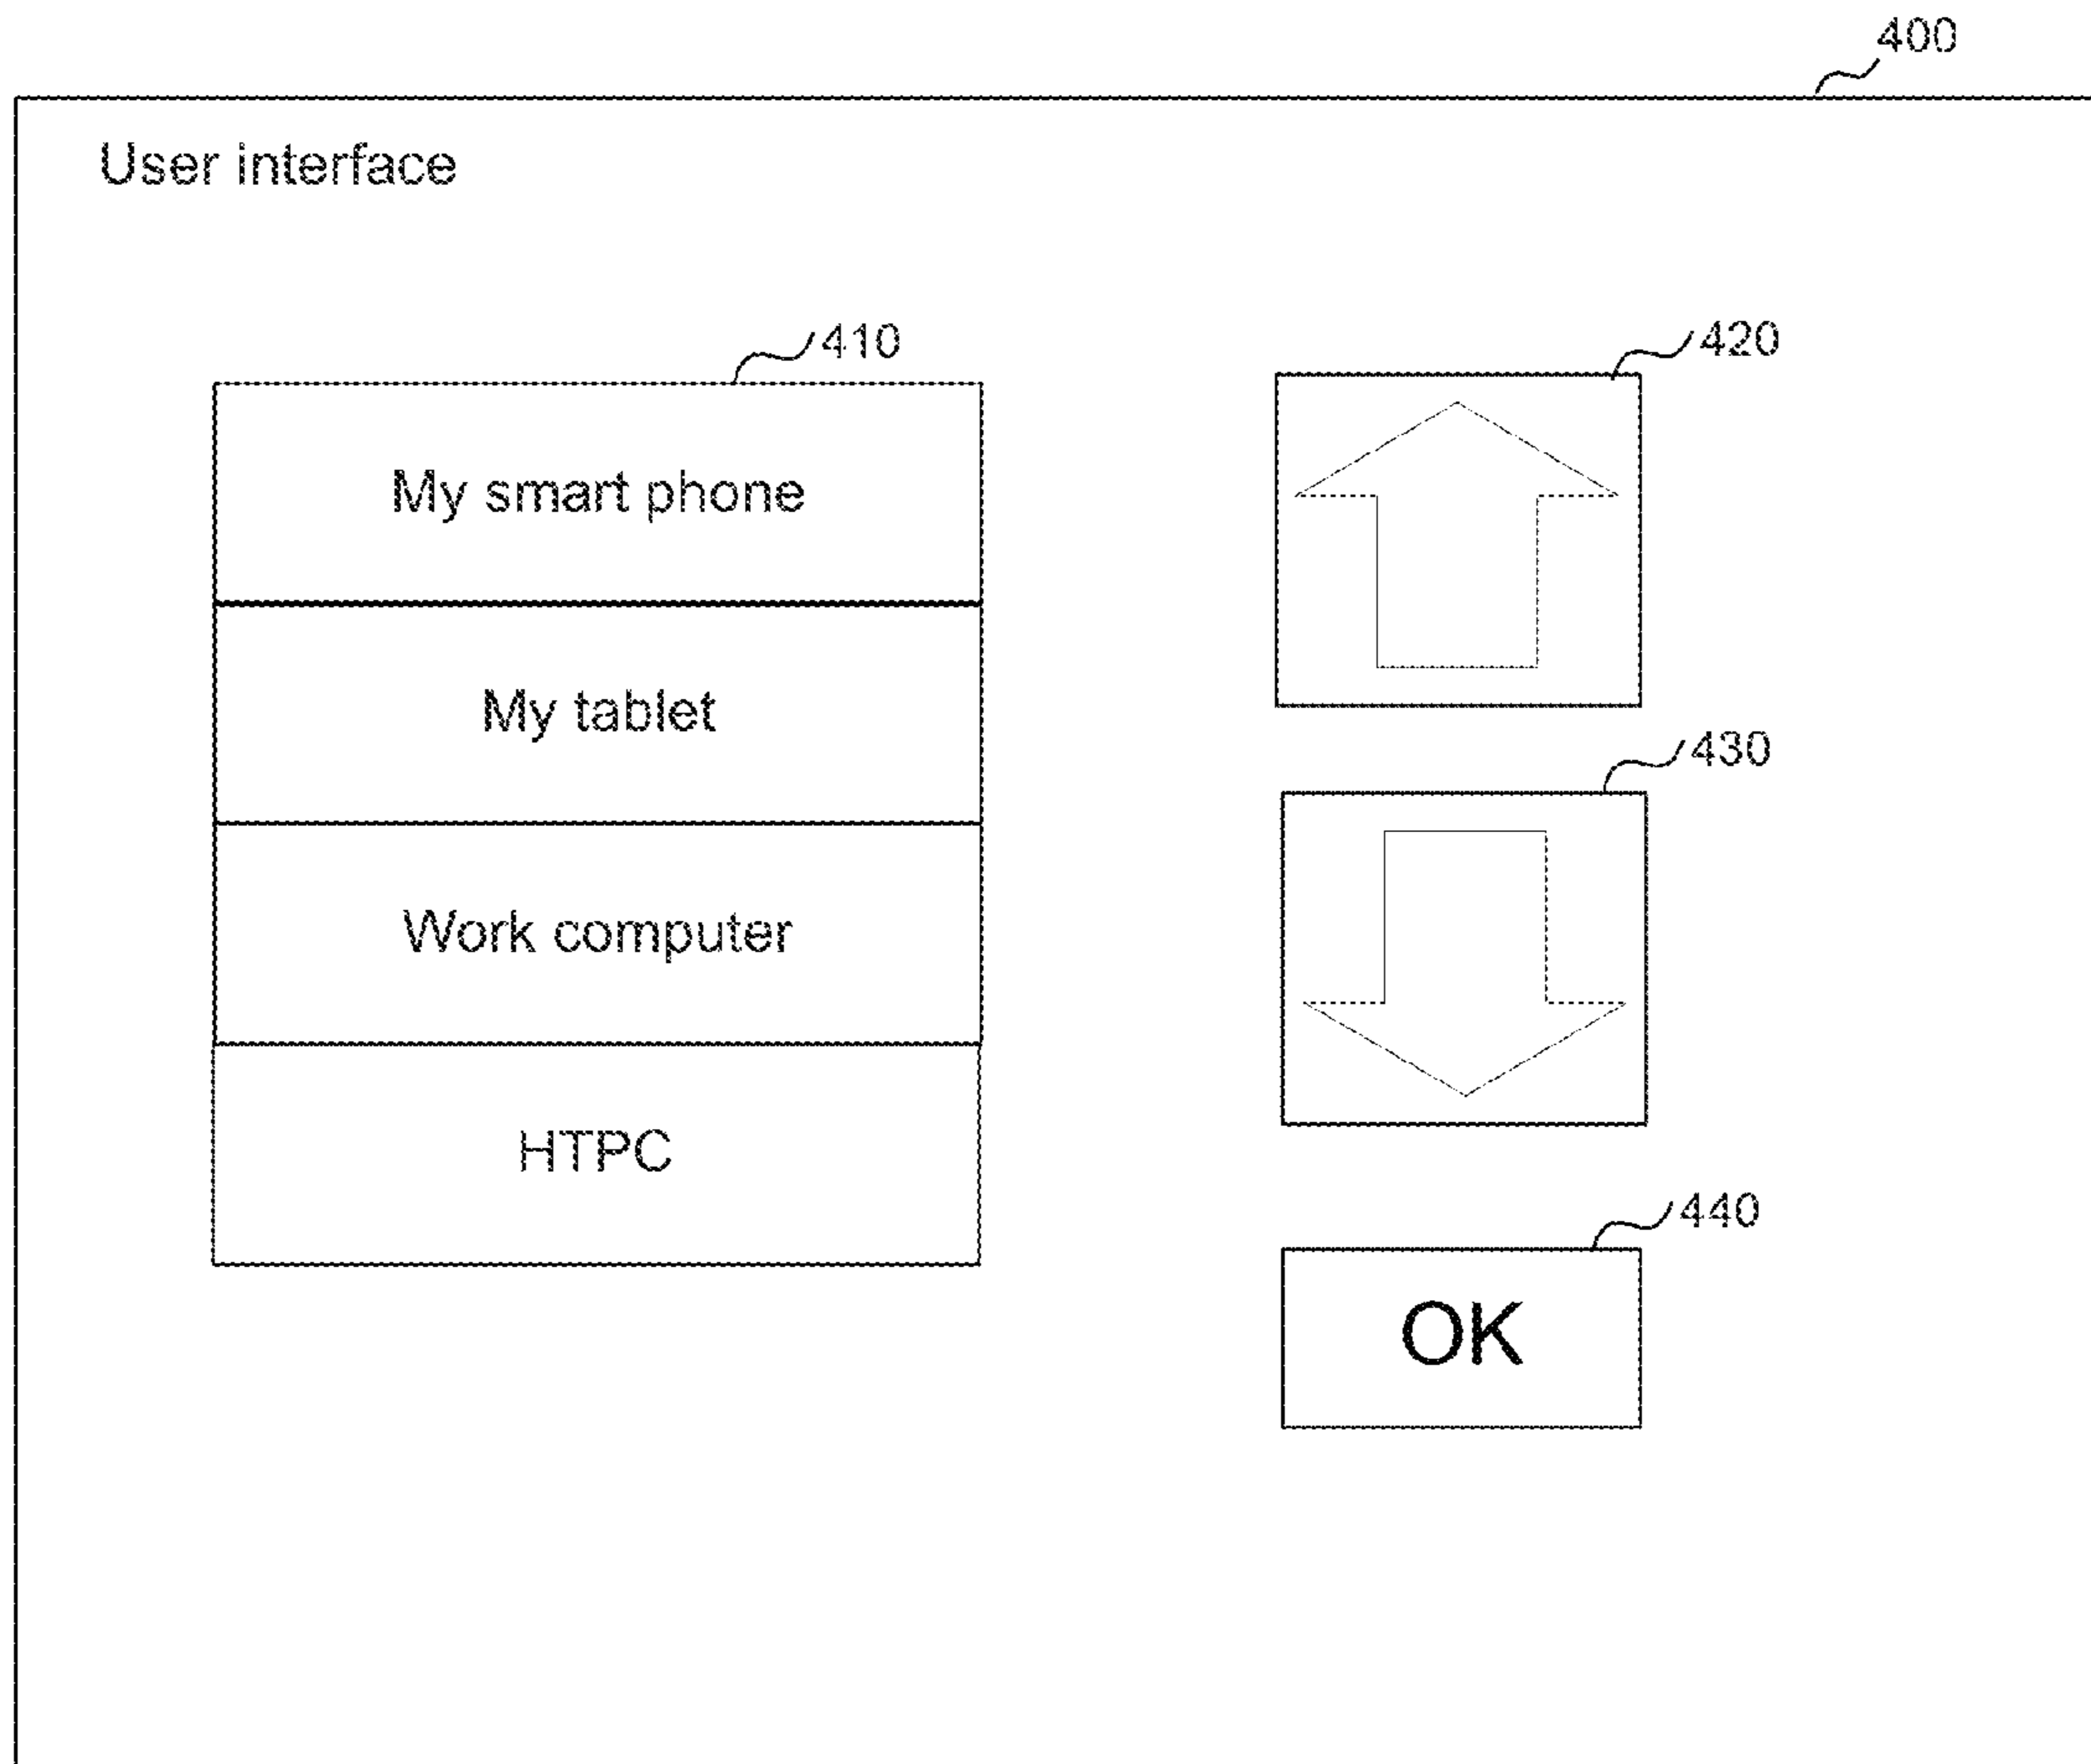 400
User interface
410
420
My smart phone
My tablet
430
Work computer
HTPC
440
OK